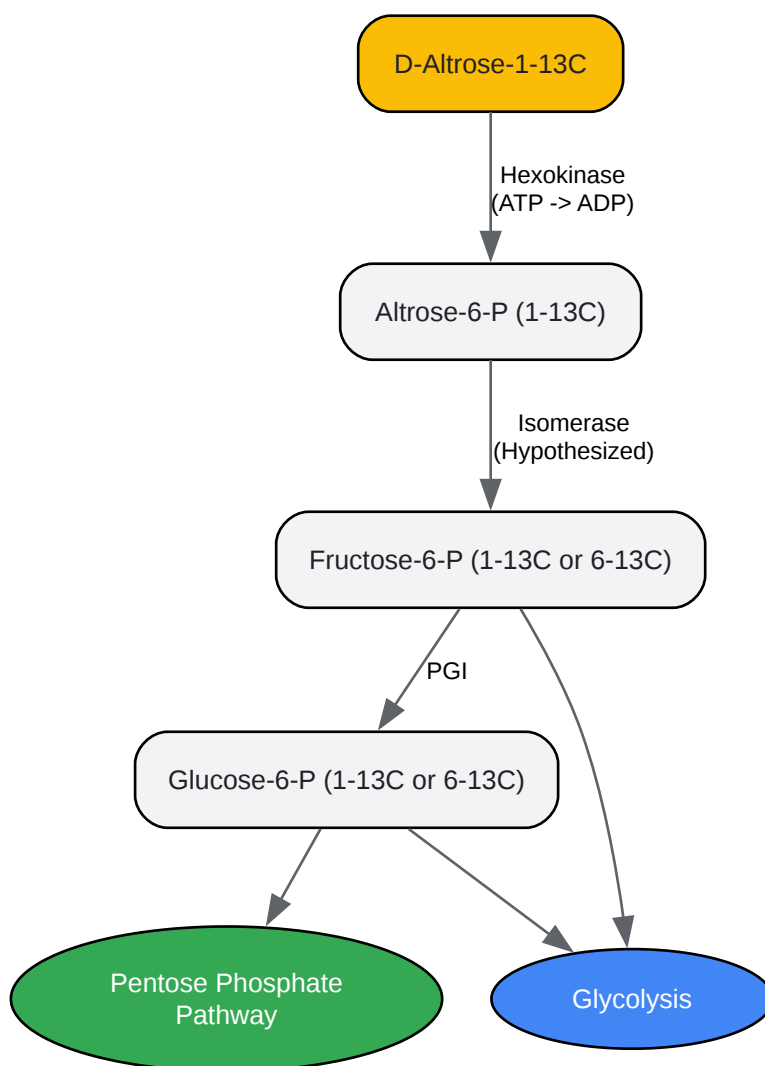 D-Altrose-1-13C
Hexokinase
(ATP -> ADP)
Altrose-6-P (1-13C)
Isomerase
(Hypothesized)
Fructose-6-P (1-13C or 6-13C)
PGI
Glucose-6-P (1-13C or 6-13C)
Pentose Phosphate
Pathway
Glycolysis